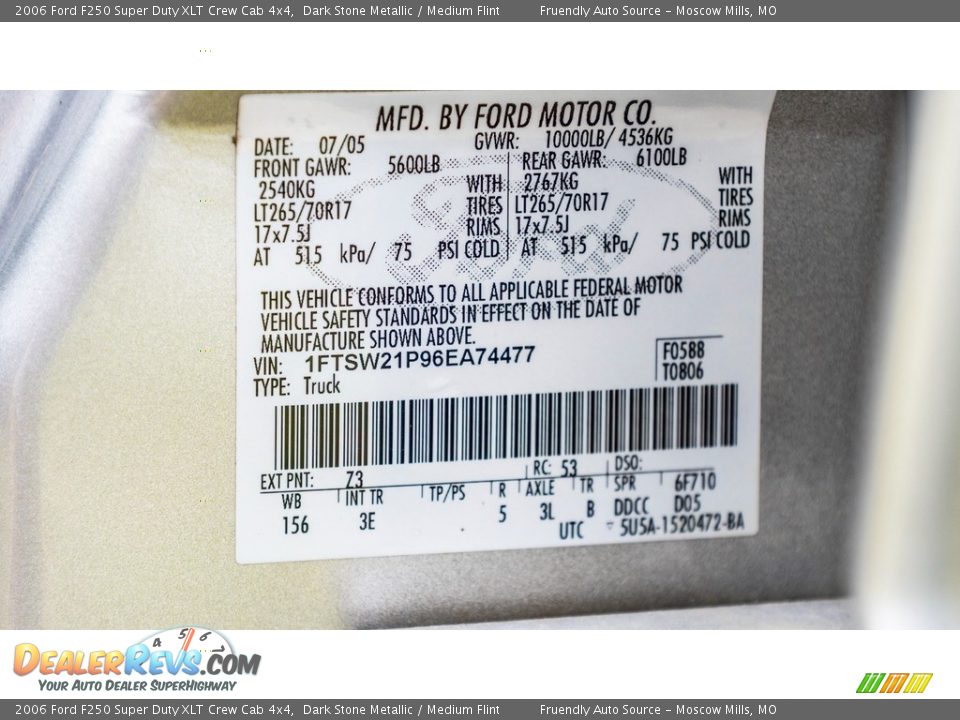 2006 Ford F250 Super Duty XLT Crew Cab 4x4, Dark Stone Metallic / Medium Flint Fruendly Auto Source – Moscow Mills, MO
MFD. BY FORD MOTOR CO.
DATE: 07/05 GVWR: 10000LB/ 4536KG
FRONT GAWR: 5600LB REAR GAWR: 6100LB
2540KG WITH 2767KG WITH
LT265/70R17 TIRES LT265/70R17 TIRES
17x7.5J RIMS 17x7.5J RIMS
AT 515 kPa/ 75 PSI COLD AT 515 kPa/ 75 PSI COLD
Ford
THIS VEHICLE CONFORMS TO ALL APPLICABLE FEDERAL MOTOR
VEHICLE SAFETY STANDARDS IN EFFECT ON THE DATE OF
MANUFACTURE SHOWN ABOVE.
VIN: 1FTSW21P96EA74477 F0588
TYPE: Truck T0806
EXT PNT: Z3 RC: 53 DSO:
WB INT TR TP/PS R AXLE TR SPR 6F710
156 3E 5 3L B DDCC D05
UTC 5U5A-1520472-BA
4 5 6
DealerRevs.com
Your Auto Dealer SuperHighway
2006 Ford F250 Super Duty XLT Crew Cab 4x4, Dark Stone Metallic / Medium Flint Fruendly Auto Source – Moscow Mills, MO